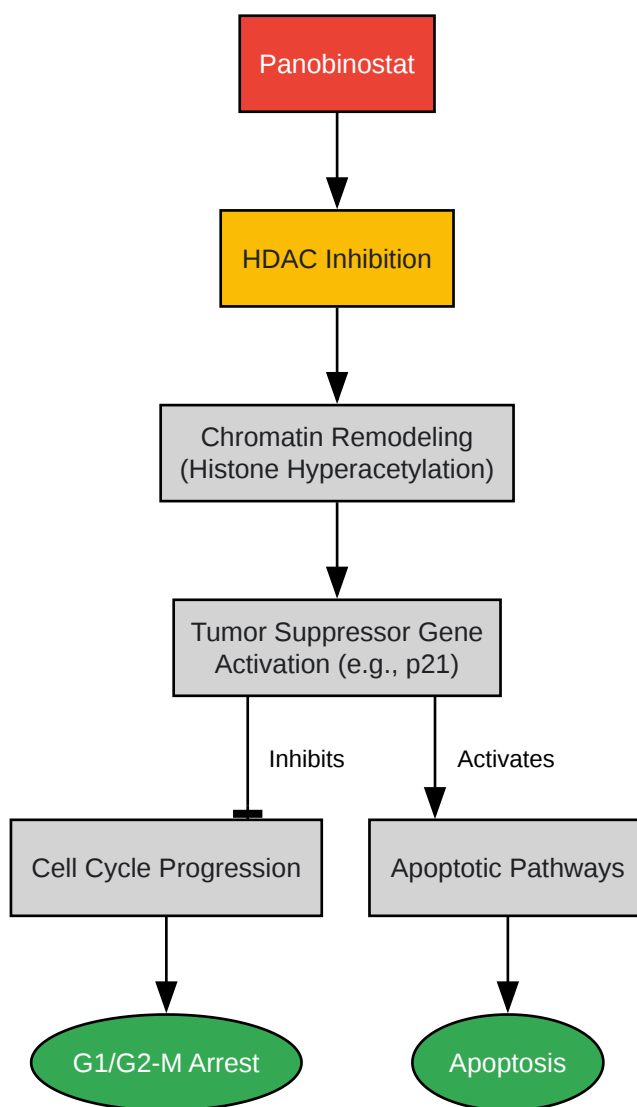 Panobinostat
HDAC Inhibition
Chromatin Remodeling
(Histone Hyperacetylation)
Tumor Suppressor Gene
Activation (e.g., p21)
Inhibits
Activates
Cell Cycle Progression
Apoptotic Pathways
G1/G2-M Arrest
Apoptosis